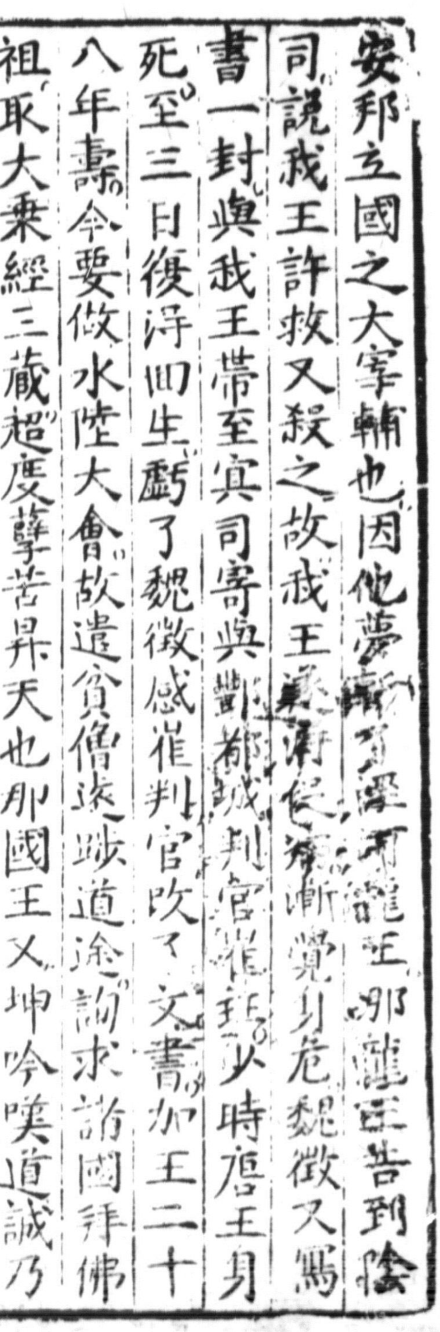 安邦立國之大宰輔也因他夢斬了涇河龍王那龍王告到陰
司說我王許救又殺之故我王遂得促病漸覺身危魏徵又寫
書一封與我王帶至寘司寄與酆都城判官崔珏少時唐王身
死至三日復淂囬生虧了魏徵感崔判官改了文書加王二十
八年壽今要做水陸大會故遣貧僧遠跡道途詢求諸國拜佛
祖取大乗經三藏超度孽苦昇天也那國王又呻吟嘆道誠乃